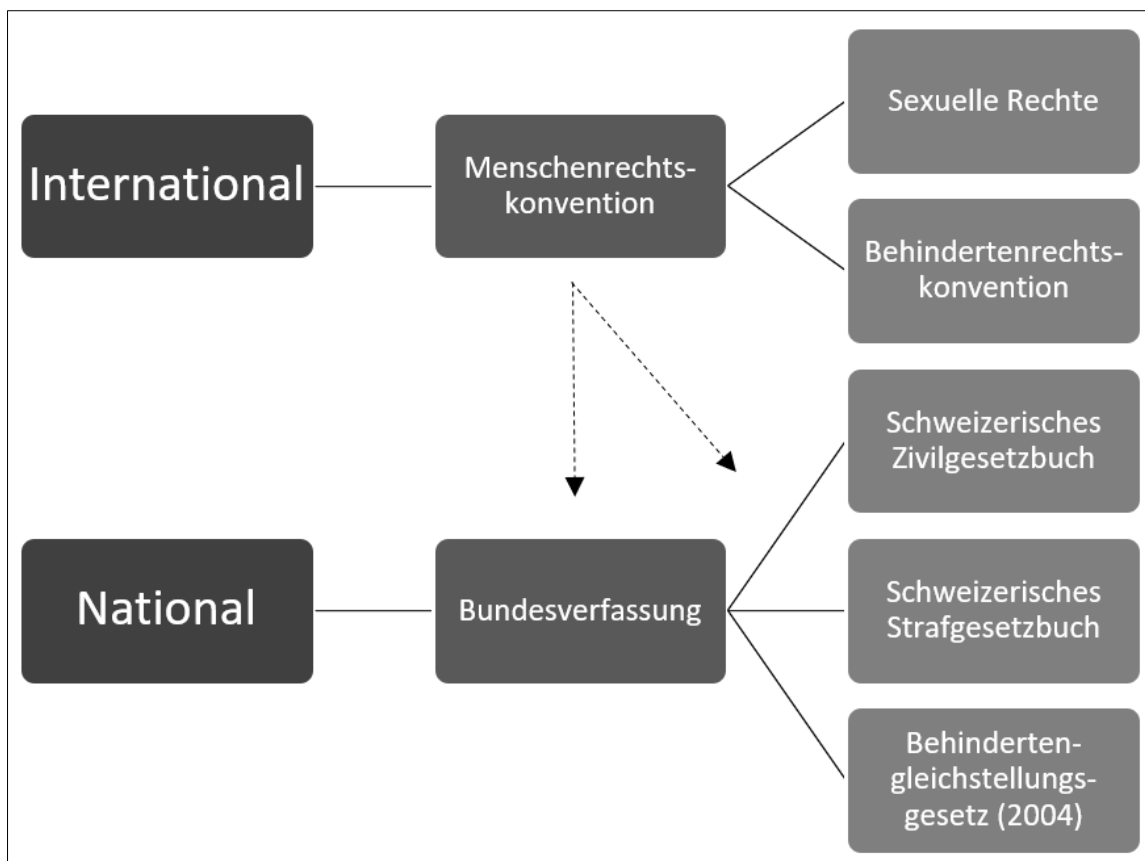 International
Menschenrechts-
konvention
Sexuelle Rechte
Behindertenrechts-
konvention
National
Bundesverfassung
Schweizerisches
Zivilgesetzbuch
Schweizerisches
Strafgesetzbuch
Behinderten-
gleichstellungs-
gesetz (2004)